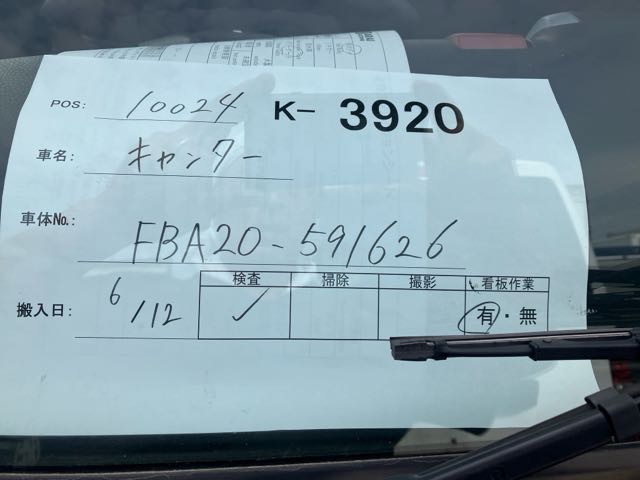 POS: 10024 K- 3920
車名: キャンター
車体No.: FBA20-591626
搬入日: 6/12
検査 掃除 撮影 看板作業
✓ 有・無